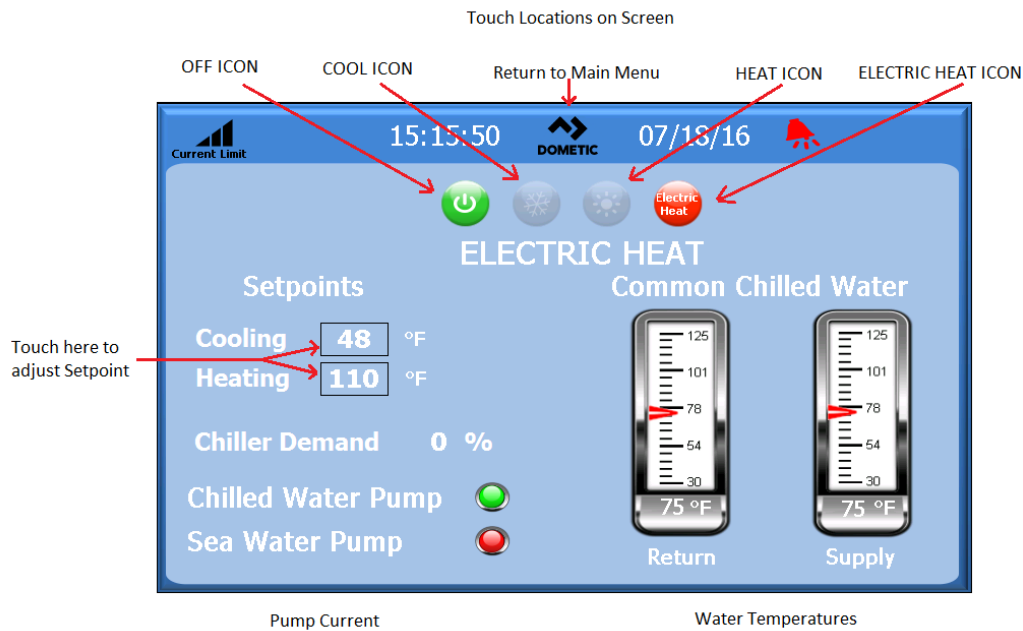 Touch Locations on Screen
OFF ICON
COOL ICON
Return to Main Menu
HEAT ICON
ELECTRIC HEAT ICON
Current Limit
15:15:50
DOMETIC
07/18/16
Electric
Heat
ELECTRIC HEAT
Setpoints
Common Chilled Water
Cooling 48 °F
Heating 110 °F
Touch here to
adjust Setpoint
Chiller Demand 0 %
Chilled Water Pump
Sea Water Pump
125
101
78
54
30
75 °F
Return
125
101
78
54
30
75 °F
Supply
Pump Current
Water Temperatures